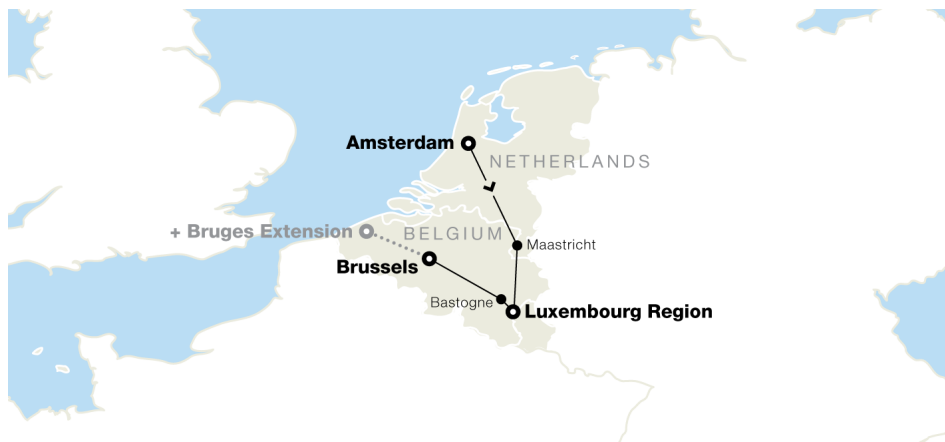 Amsterdam
NETHERLANDS
+ Bruges Extension
BELGIUM
Maastricht
Brussels
Bastogne
Luxembourg Region